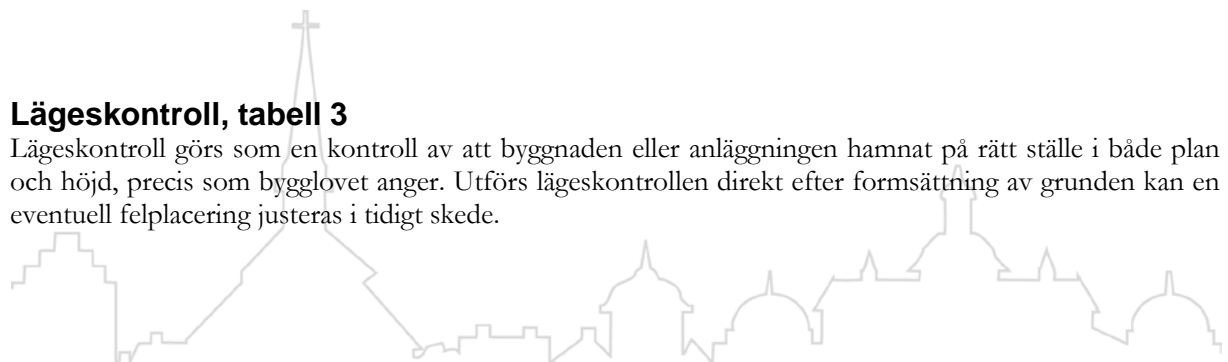 Lägeskontroll, tabell 3
Lägeskontroll görs som en kontroll av att byggnaden eller anläggningen hamnat på rätt ställe i både plan
och höjd, precis som bygglovet anger. Utförs lägeskontrollen direkt efter formsättning av grunden kan en
eventuell felplacering justeras i tidigt skede.